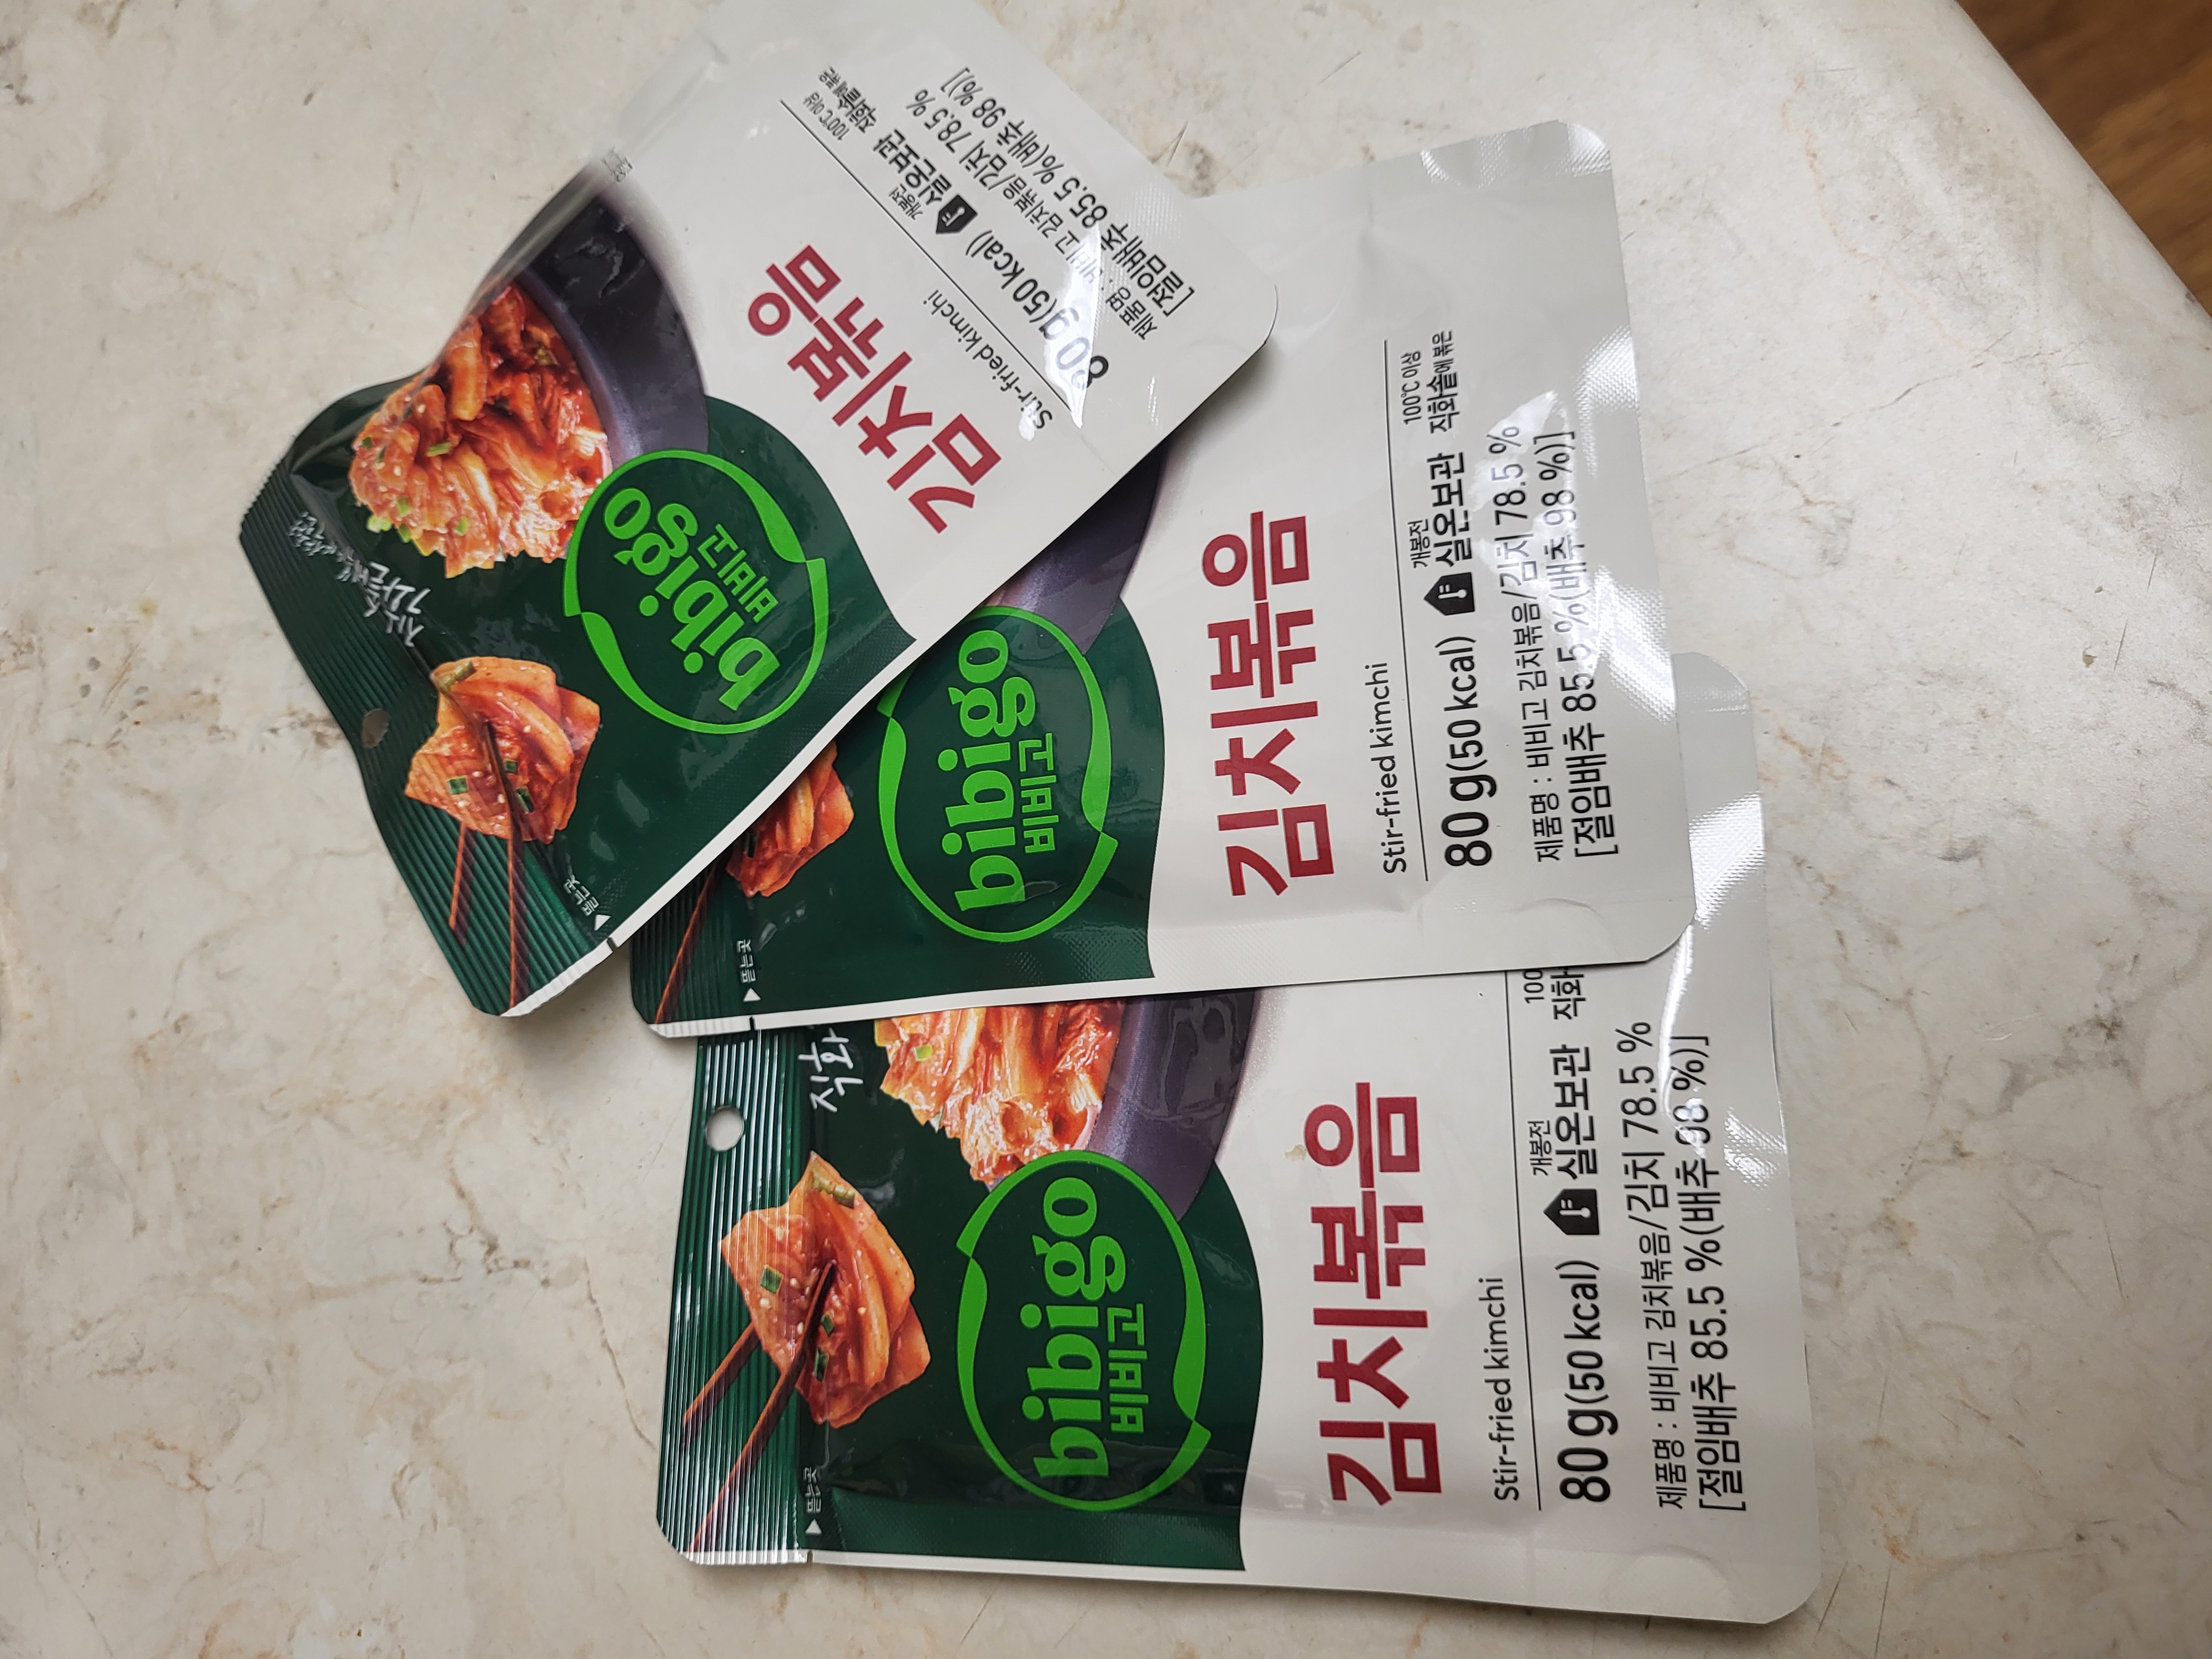 bibigo
비비고
김치볶음
Stir-fried kimchi
80 g(50 kcal) 개봉전 실온보관 100℃ 이상 직화솥에 볶은
제품명 : 비비고 김치볶음/김치 78.5 %
[절임배추 85.5 %(배추 98 %)]
▶뜯는곳
bibigo
비비고
김치볶음
Stir-fried kimchi
80 g(50 kcal) 개봉전 실온보관 100℃ 이상 직화솥에 볶은
제품명 : 비비고 김치볶음/김치 78.5 %
[절임배추 85.5 %(배추 98 %)]
▶뜯는곳
직화
bibigo
비비고
김치볶음
Stir-fried kimchi
80 g(50 kcal) 개봉전 실온보관 100 직화
제품명 : 비비고 김치볶음/김치 78.5 %
[절임배추 85.5 %(배추 98 %)]
▶뜯는곳